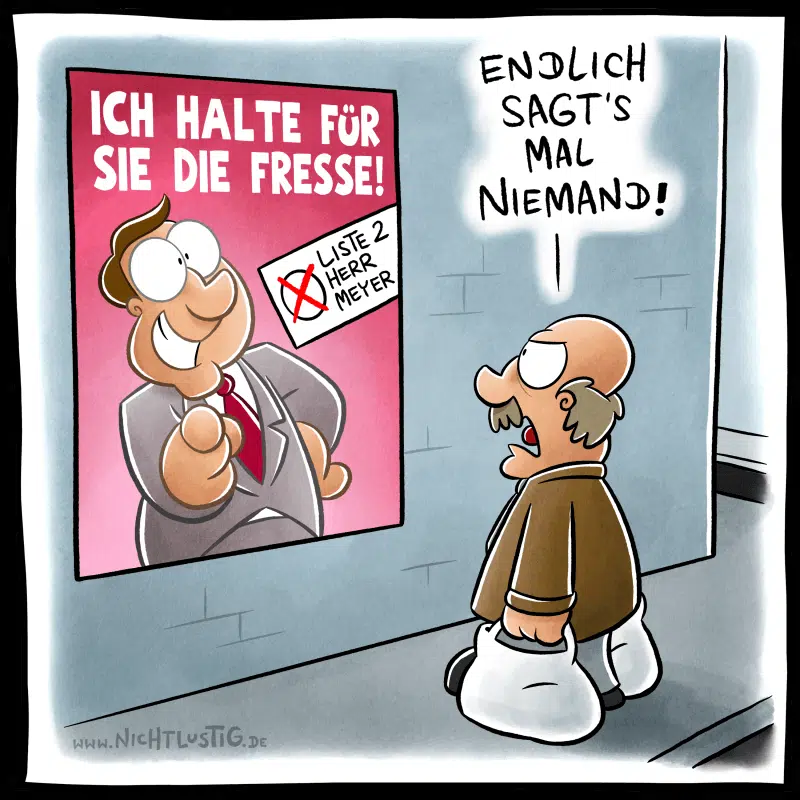 ICH HALTE FÜR
SIE DIE FRESSE!
LISTE 2
HERR
MEYER
ENDLICH
SAGT'S
MAL
NIEMAND!
WWW.NICHTLUSTIG.DE